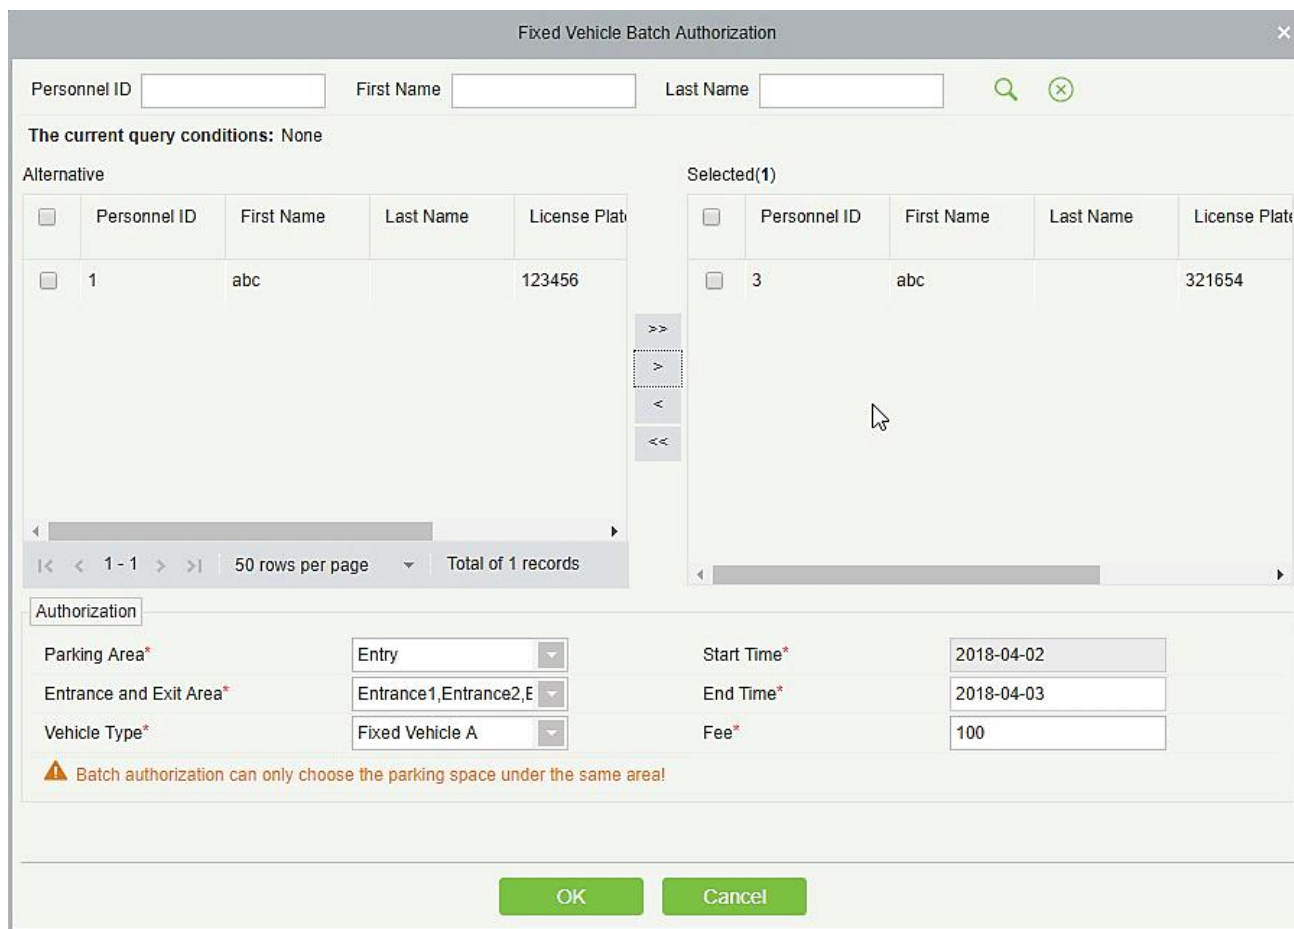 Fixed Vehicle Batch Authorization
Personnel ID First Name Last Name
The current query conditions: None
Alternative Selected(1)
Personnel ID First Name Last Name License Plate Personnel ID First Name Last Name License Plate
1 abc 123456 3 abc 321654
>>
>
<
<<
1 - 1 50 rows per page Total of 1 records
Authorization
Parking Area* Entry Start Time* 2018-04-02
Entrance and Exit Area* Entrance1,Entrance2,E End Time* 2018-04-03
Vehicle Type* Fixed Vehicle A Fee* 100
Batch authorization can only choose the parking space under the same area!
OK Cancel